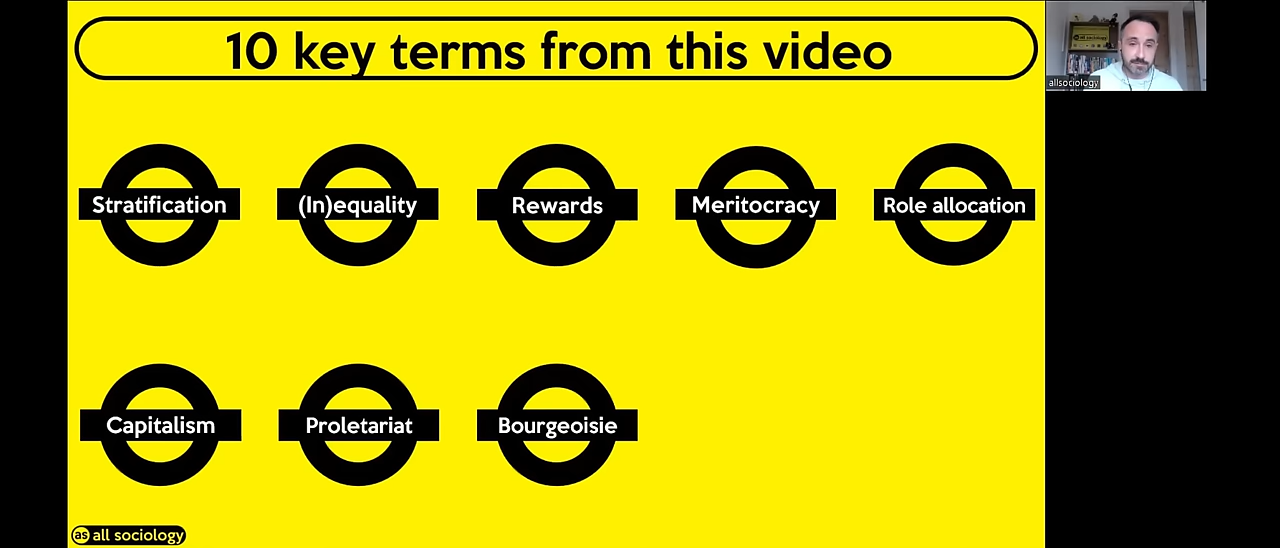 10 key terms from this video
allsociology
Stratification
(In)equality
Rewards
Meritocracy
Role allocation
Capitalism
Proletariat
Bourgeoisie
as all sociology